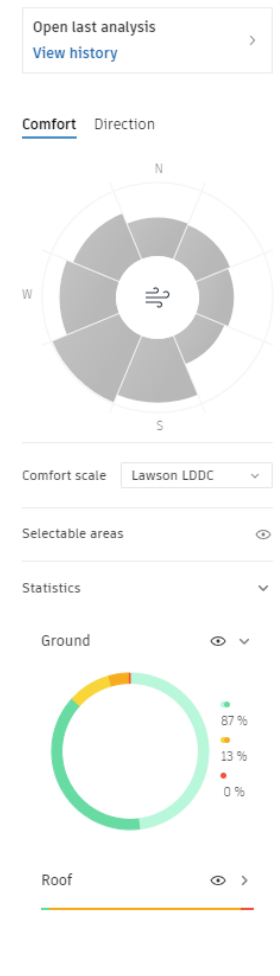 Open last analysis
View history
Comfort Direction
N
W
S
Comfort scale Lawson LDDC
Selectable areas
Statistics
Ground
87 %
13 %
0 %
Roof